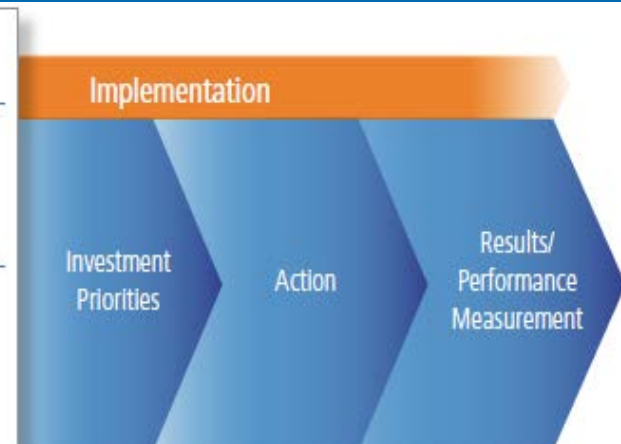 Implementation
Investment
Priorities
Action
Results/
Performance
Measurement